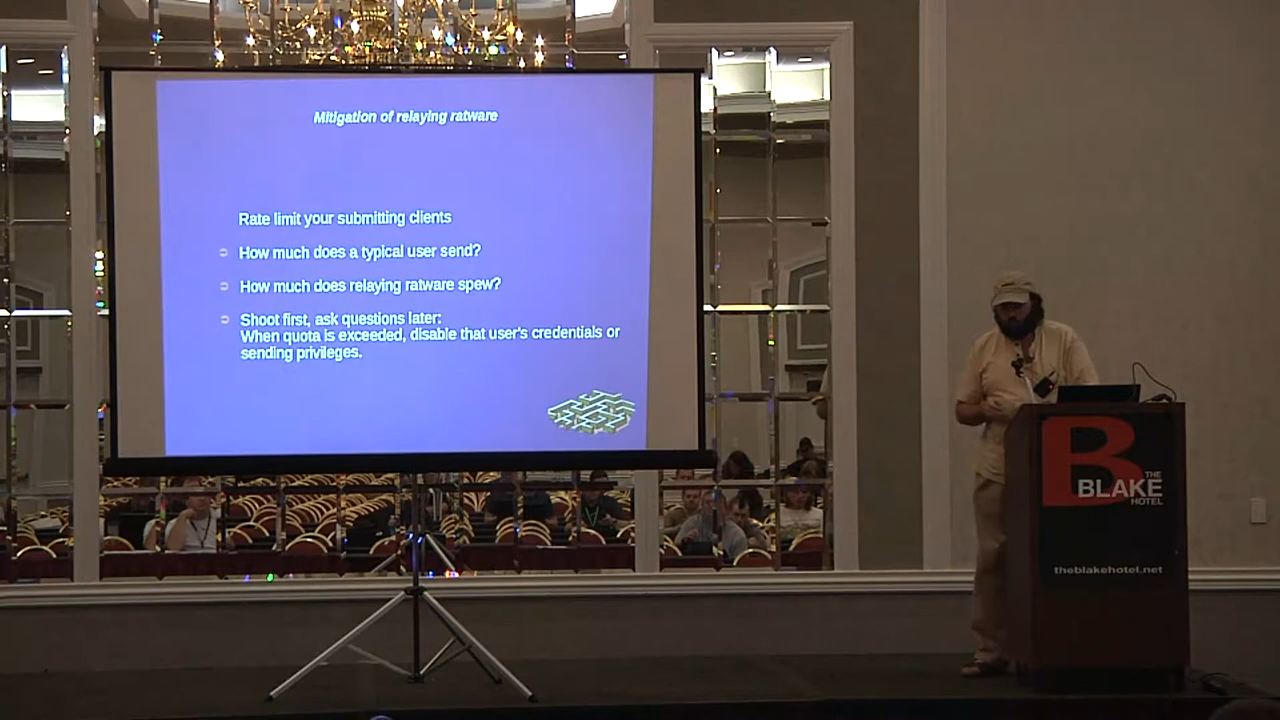 Mitigation of relaying ratware
Rate limit your submitting clients
How much does a typical user send?
How much does relaying ratware spew?
Shoot first, ask questions later:
When quota is exceeded, disable that user's credentials or
sending privileges.
B
THE
BLAKE
HOTEL
theblakehotel.net